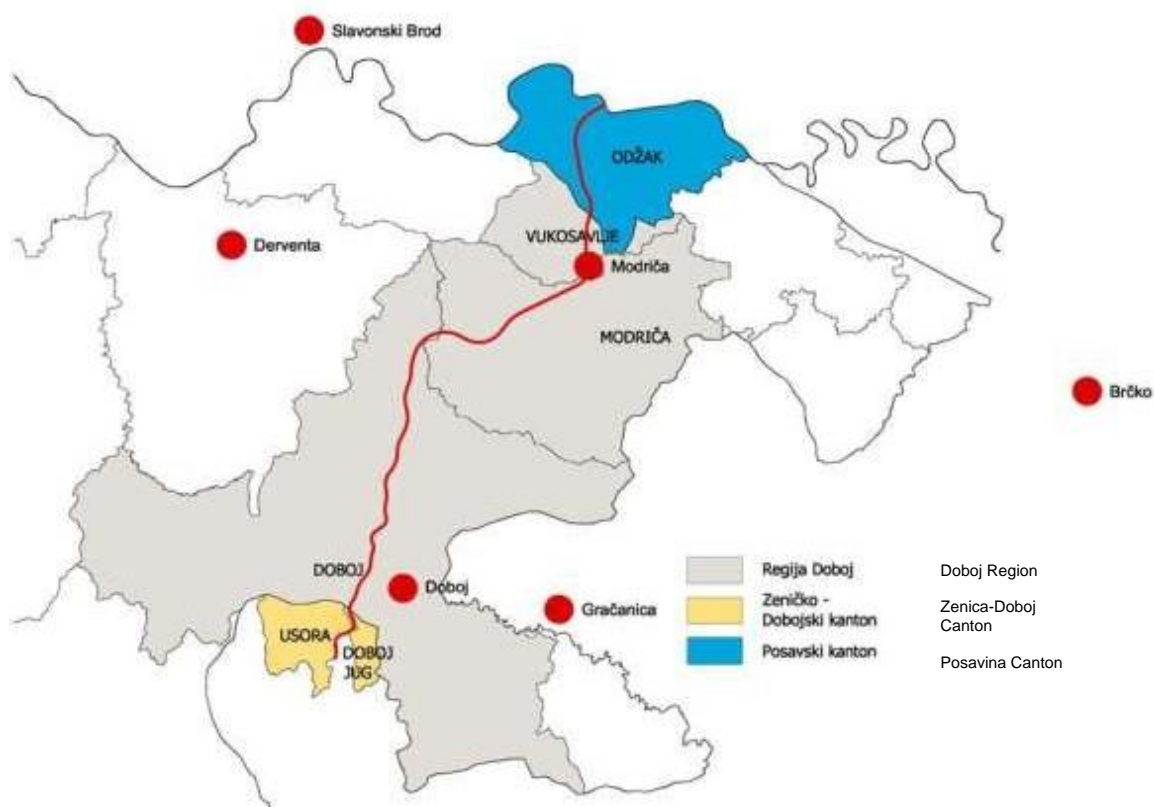 Slavonski Brod
ODŽAK
VUKOSAVLJE
Derventa
Modriča
MODRIČA
Brčko
DOBOJ
Doboj
Gračanica
USORA
DOBOJ
JUG
Regija Doboj
Doboj Region
Zeničko -
Dobojski kanton
Zenica-Doboj
Canton
Posavski kanton
Posavina Canton